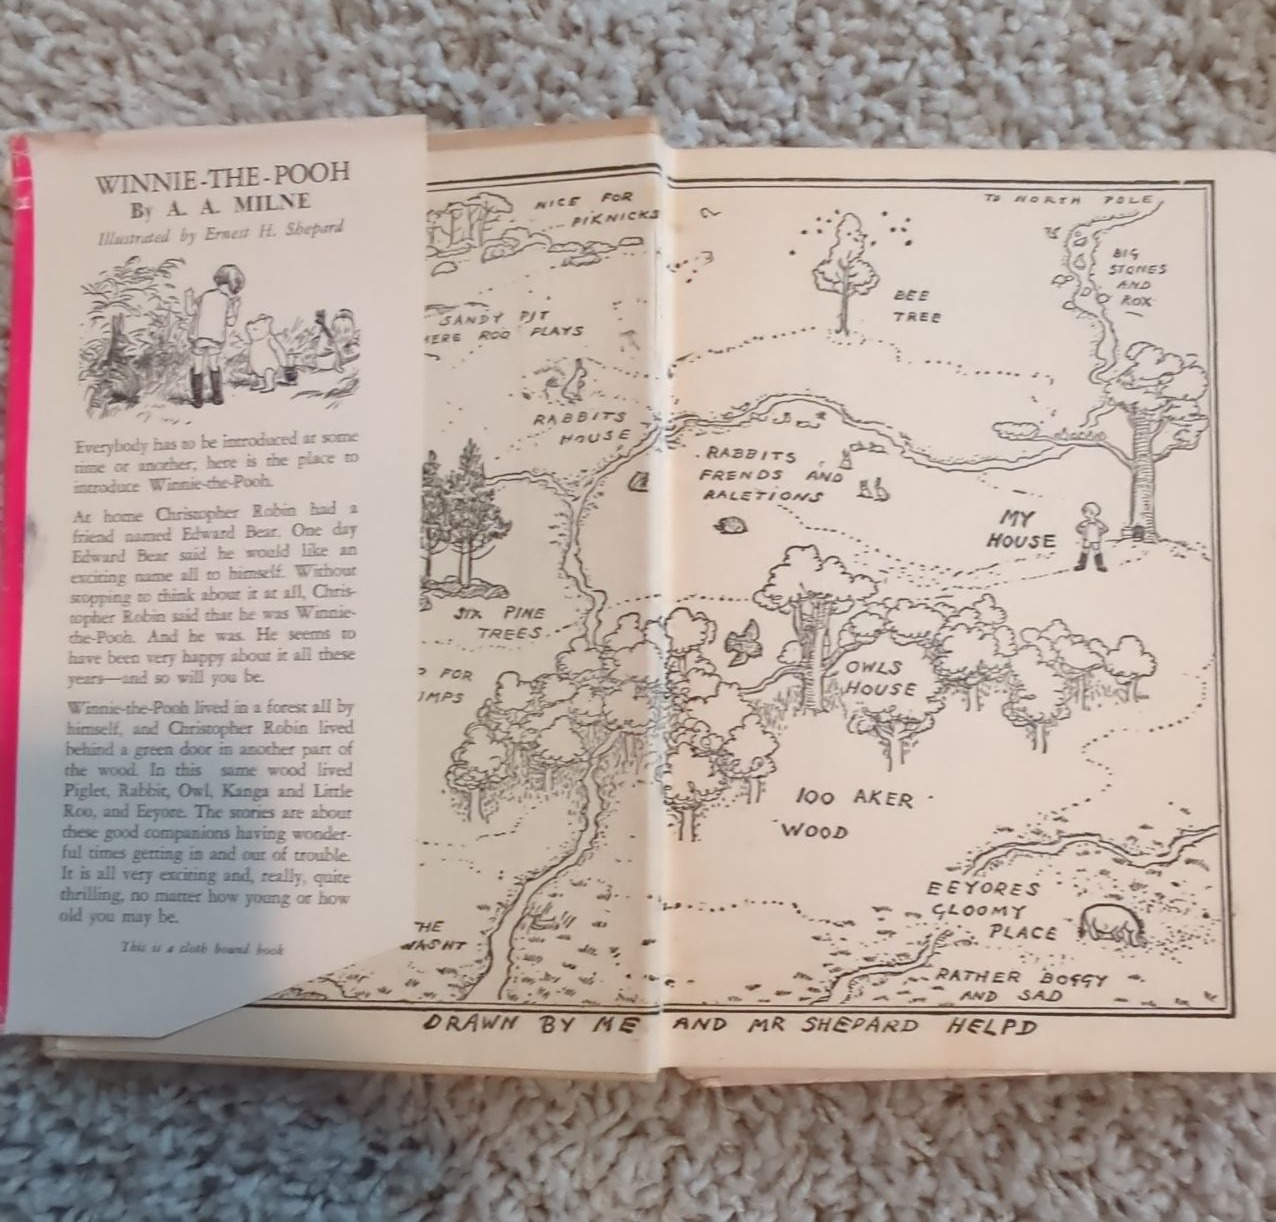 WINNIE-THE-POOH
By A. A. MILNE
Illustrated by Ernest H. Shepard
Everybody has to be introduced at some
time or another; here is the place to
introduce Winnie-the-Pooh.
At home Christopher Robin had a
friend named Edward Bear. One day
Edward Bear said he would like an
exciting name all to himself. Without
stopping to think about it at all, Chris-
topher Robin said that he was Winnie-
the-Pooh. And he was. He seems to
have been very happy about it all these
years—and so will you be.
Winnie-the-Pooh lived in a forest all by
himself, and Christopher Robin lived
behind a green door in another part of
the wood. In this same wood lived
Piglet, Rabbit, Owl, Kanga and Little
Roo, and Eeyore. The stories are about
these good companions having wonder-
ful times getting in and out of trouble.
It is all very exciting and, really, quite
thrilling, no matter how young or how
old you may be.
This is a cloth bound book
NICE FOR
PIKNICKS
SANDY PIT
ROO PLAYS
RABBITS
HOUSE
SIX PINE
TREES
FOR
THE
TO NORTH POLE
BIG
STONES
AND
ROX
BEE
TREE
RABBITS
FRENDS AND
RALETIONS
MY
HOUSE
OWLS
HOUSE
100 AKER
WOOD
EEYORES
GLOOMY
PLACE
RATHER BOGGY
AND SAD
DRAWN BY ME AND MR SHEPARD HELPD